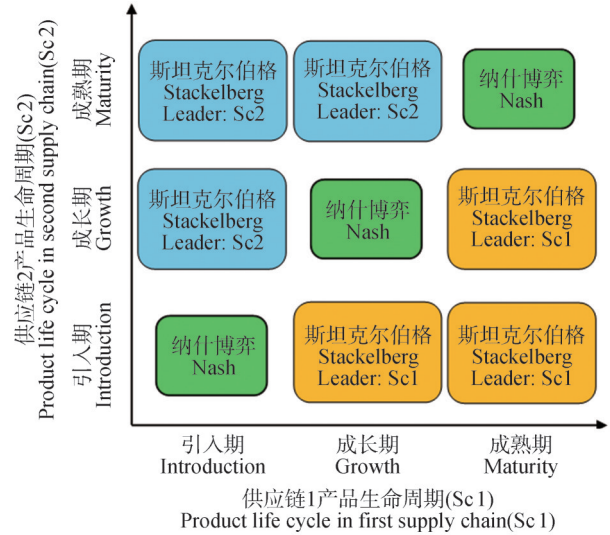 供应链2产品生命周期(Sc2)
Product life cycle in second supply chain(Sc2)
成熟期
Maturity
斯坦克尔伯格
Stackelberg
Leader: Sc2
斯坦克尔伯格
Stackelberg
Leader: Sc2
纳什博弈
Nash
成长期
Growth
斯坦克尔伯格
Stackelberg
Leader: Sc2
纳什博弈
Nash
斯坦克尔伯格
Stackelberg
Leader: Sc1
引入期
Introduction
纳什博弈
Nash
斯坦克尔伯格
Stackelberg
Leader: Sc1
斯坦克尔伯格
Stackelberg
Leader: Sc1
引入期
Introduction
成长期
Growth
成熟期
Maturity
供应链1产品生命周期(Sc1)
Product life cycle in first supply chain(Sc1)